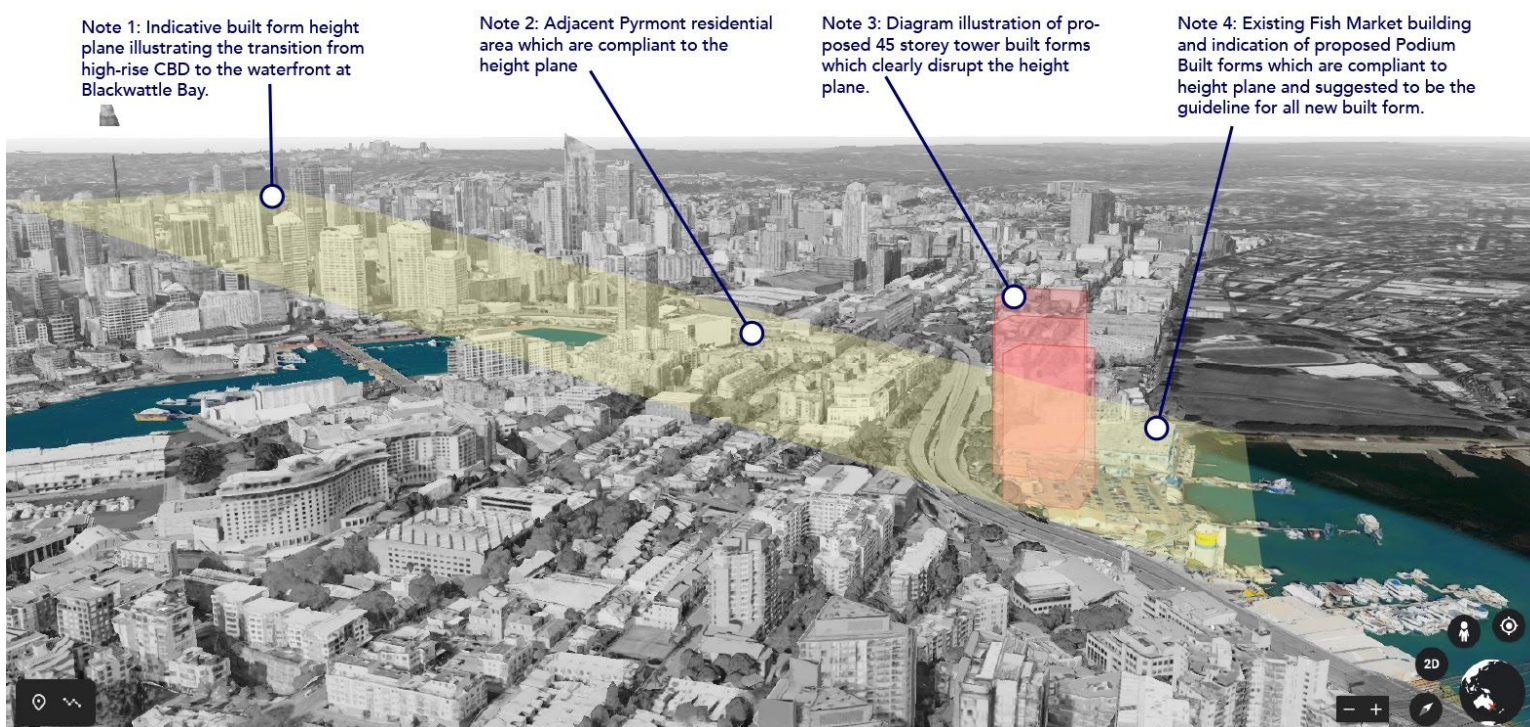 Note 1: Indicative built form height
plane illustrating the transition from
high-rise CBD to the waterfront at
Blackwattle Bay.
Note 2: Adjacent Pyrmont residential
area which are compliant to the
height plane
Note 3: Diagram illustration of pro-
posed 45 storey tower built forms
which clearly disrupt the height
plane.
Note 4: Existing Fish Market building
and indication of proposed Podium
Built forms which are compliant to
height plane and suggested to be the
guideline for all new built form.
2D